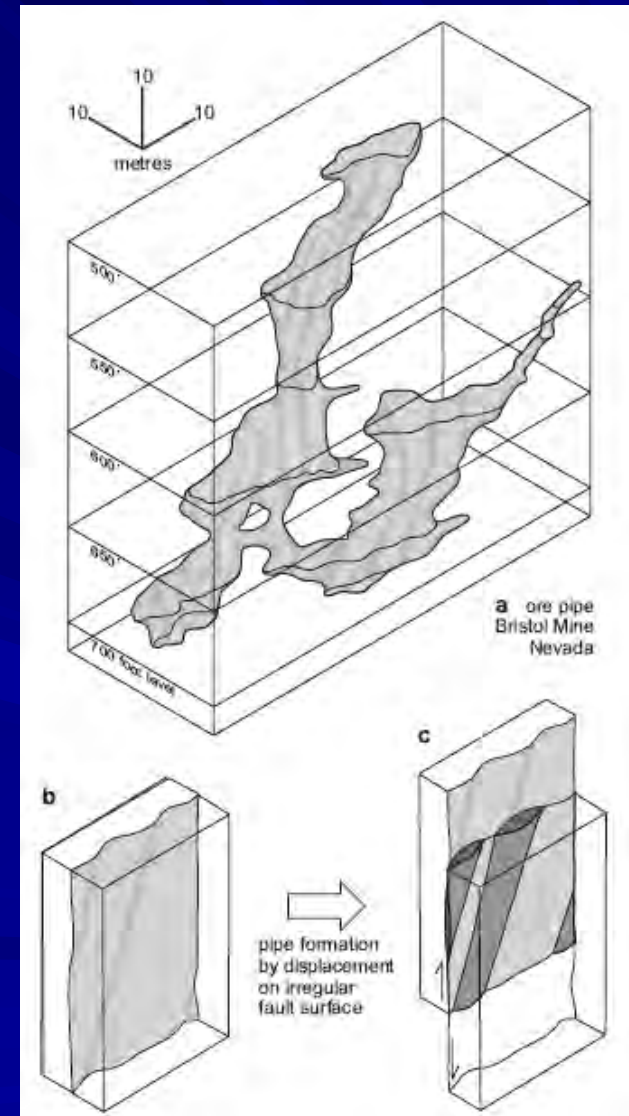 10
10 10
metres
500'
550'
600'
650'
700 foot level
a ore pipe
Bristol Mine
Nevada
b
c
pipe formation
by displacement
on irregular
fault surface